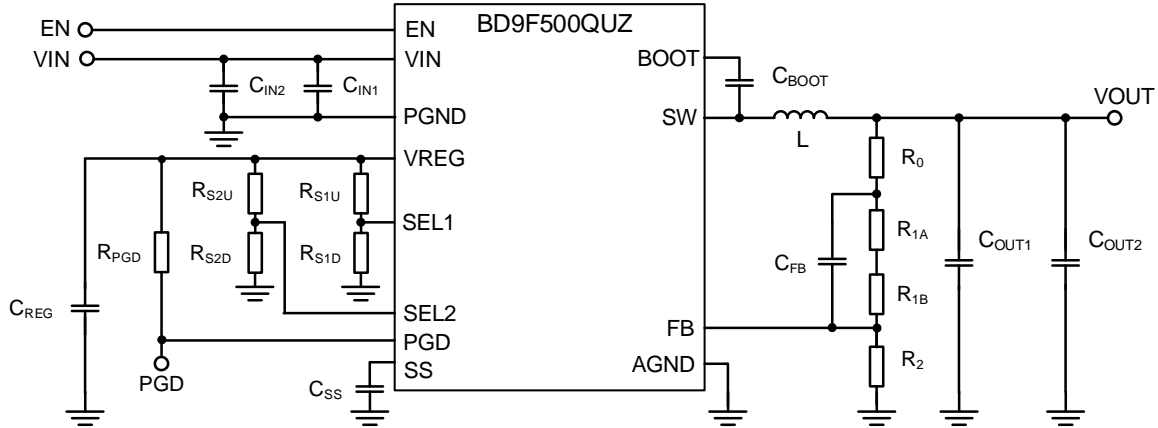 BD9F500QUZ
EN
VIN
EN
VIN
PGND
VREG
SEL1
SEL2
PGD
SS
BOOT
SW
FB
AGND
CIN2
CIN1
RS2U
RS1U
RS2D
RS1D
RPGD
CREG
PGD
CSS
CBOOT
L
VOUT
R0
R1A
CFB
R1B
R2
COUT1
COUT2